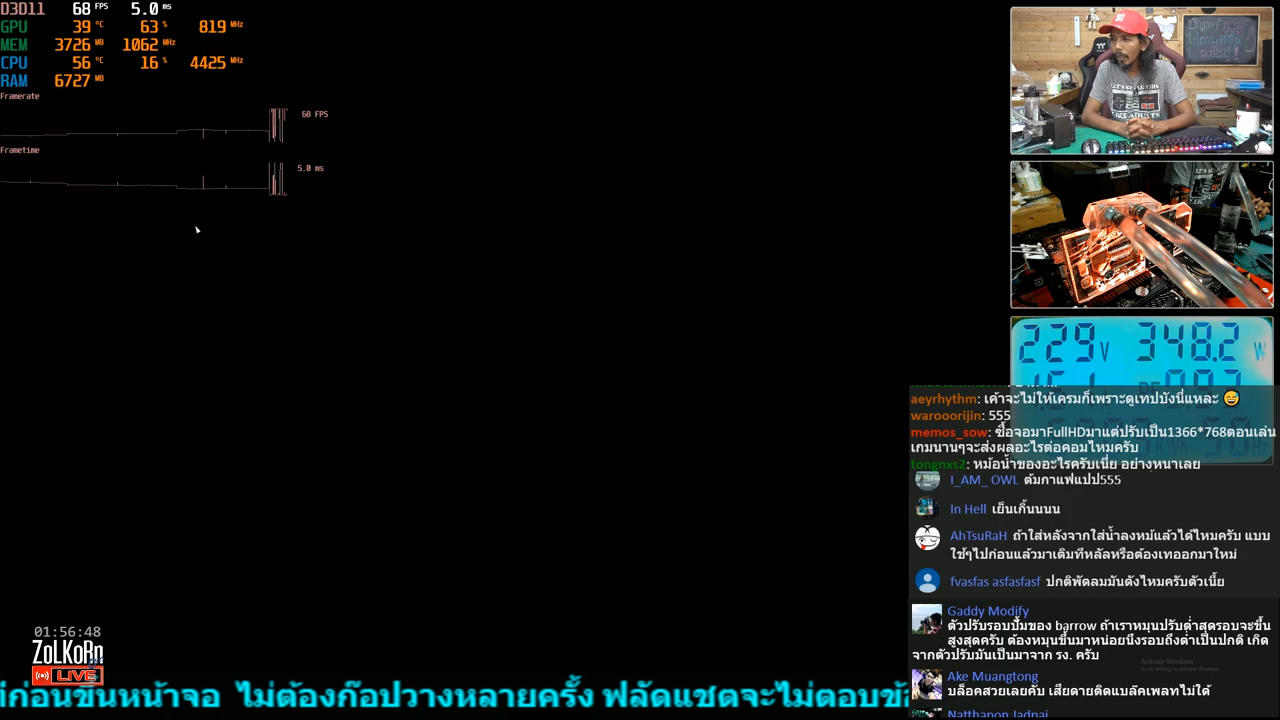 D3D11 68 FPS 5.0 ms
GPU 39 °C 63 % 819 MHz
MEM 3726 MB 1062 MHz
CPU 56 °C 16 % 4425 MHz
RAM 6727 MB
Framerate
68 FPS
Frametime
5.0 ms
229 V 348.2 W
aeyrhythm: เค้าจะไม่ให้เครมก็เพราะดูเทปบังนี่แหละ 😅
warooorijin: 555
memos_sow: ซื้อจอมาFullHDมาแต่ปรับเป็น1366*768ตอนเล่น
เกมนานๆจะส่งผลอะไรต่อคอมไหมครับ
tongnxs2: หม้อน้ำของอะไรครับเนี่ย อย่างหนาเลย
I_AM_ OWL ต้มกาแฟแปป555
In Hell เย็นเกิ้นนนน
AhTsuRaH ถ้าใส่หลังจากใส่น้ำลงหม้แล้วได้ไหมครับ แบบ
ใช้ๆไปก่อนแล้วมาเติมทีหลัลหรือต้องเทออกมาใหม่
fvasfas asfasfasf ปกติพัดลมมันดังไหมครับตัวเนี้ย
Gaddy Modify
ตัวปรับรอบปั้มของ barrow ถ้าเราหมุนปรับต่ำสุดรอบจะขึ้น
สูงสุดครับ ต้องหมุนขึ้นมาหน่อยนึงรอบถึงต่ำเป็นปกติ เกิด
จากตัวปรับมันเป็นมาจาก รง. ครับ
Activate Windows
Go to Settings to activate Windows.
Ake Muangtong
บล็อคสวยเลยคับ เสียดายติดแบล๊คเพลทไม่ได้
Natthapon Jadpai
01:56:48
ZoLKoRn
LIVE
ก่อนขึ้นหน้าจอ ไม่ต้องก๊อปวางหลายครั้ง ฟลัดแชตจะไม่ตอบข้